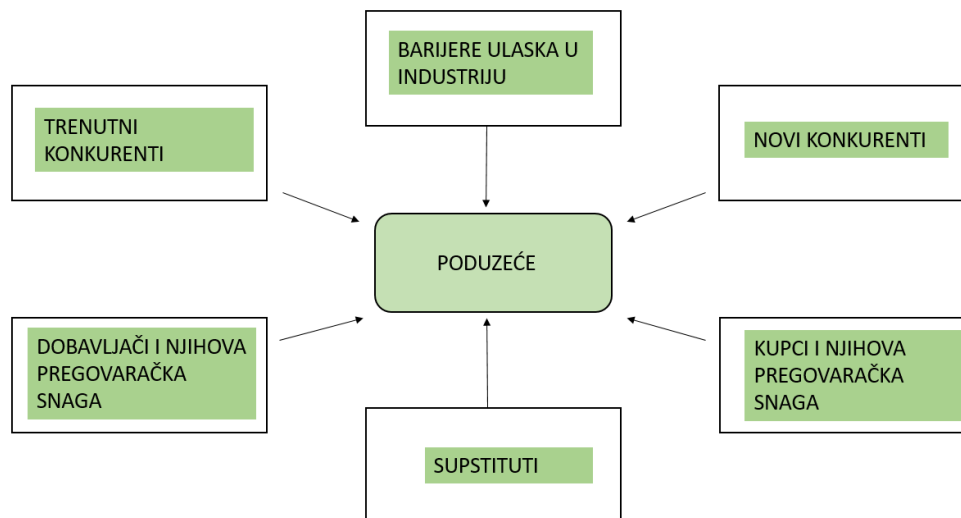 BARIJERE ULASKA U
INDUSTRIJU
TRENUTNI
KONKURENTI
NOVI KONKURENTI
PODUZEĆE
DOBAVLJAČI I NJIHOVA
PREGOVARAČKA
SNAGA
KUPCI I NJIHOVA
PREGOVARAČKA
SNAGA
SUPSTITUTI